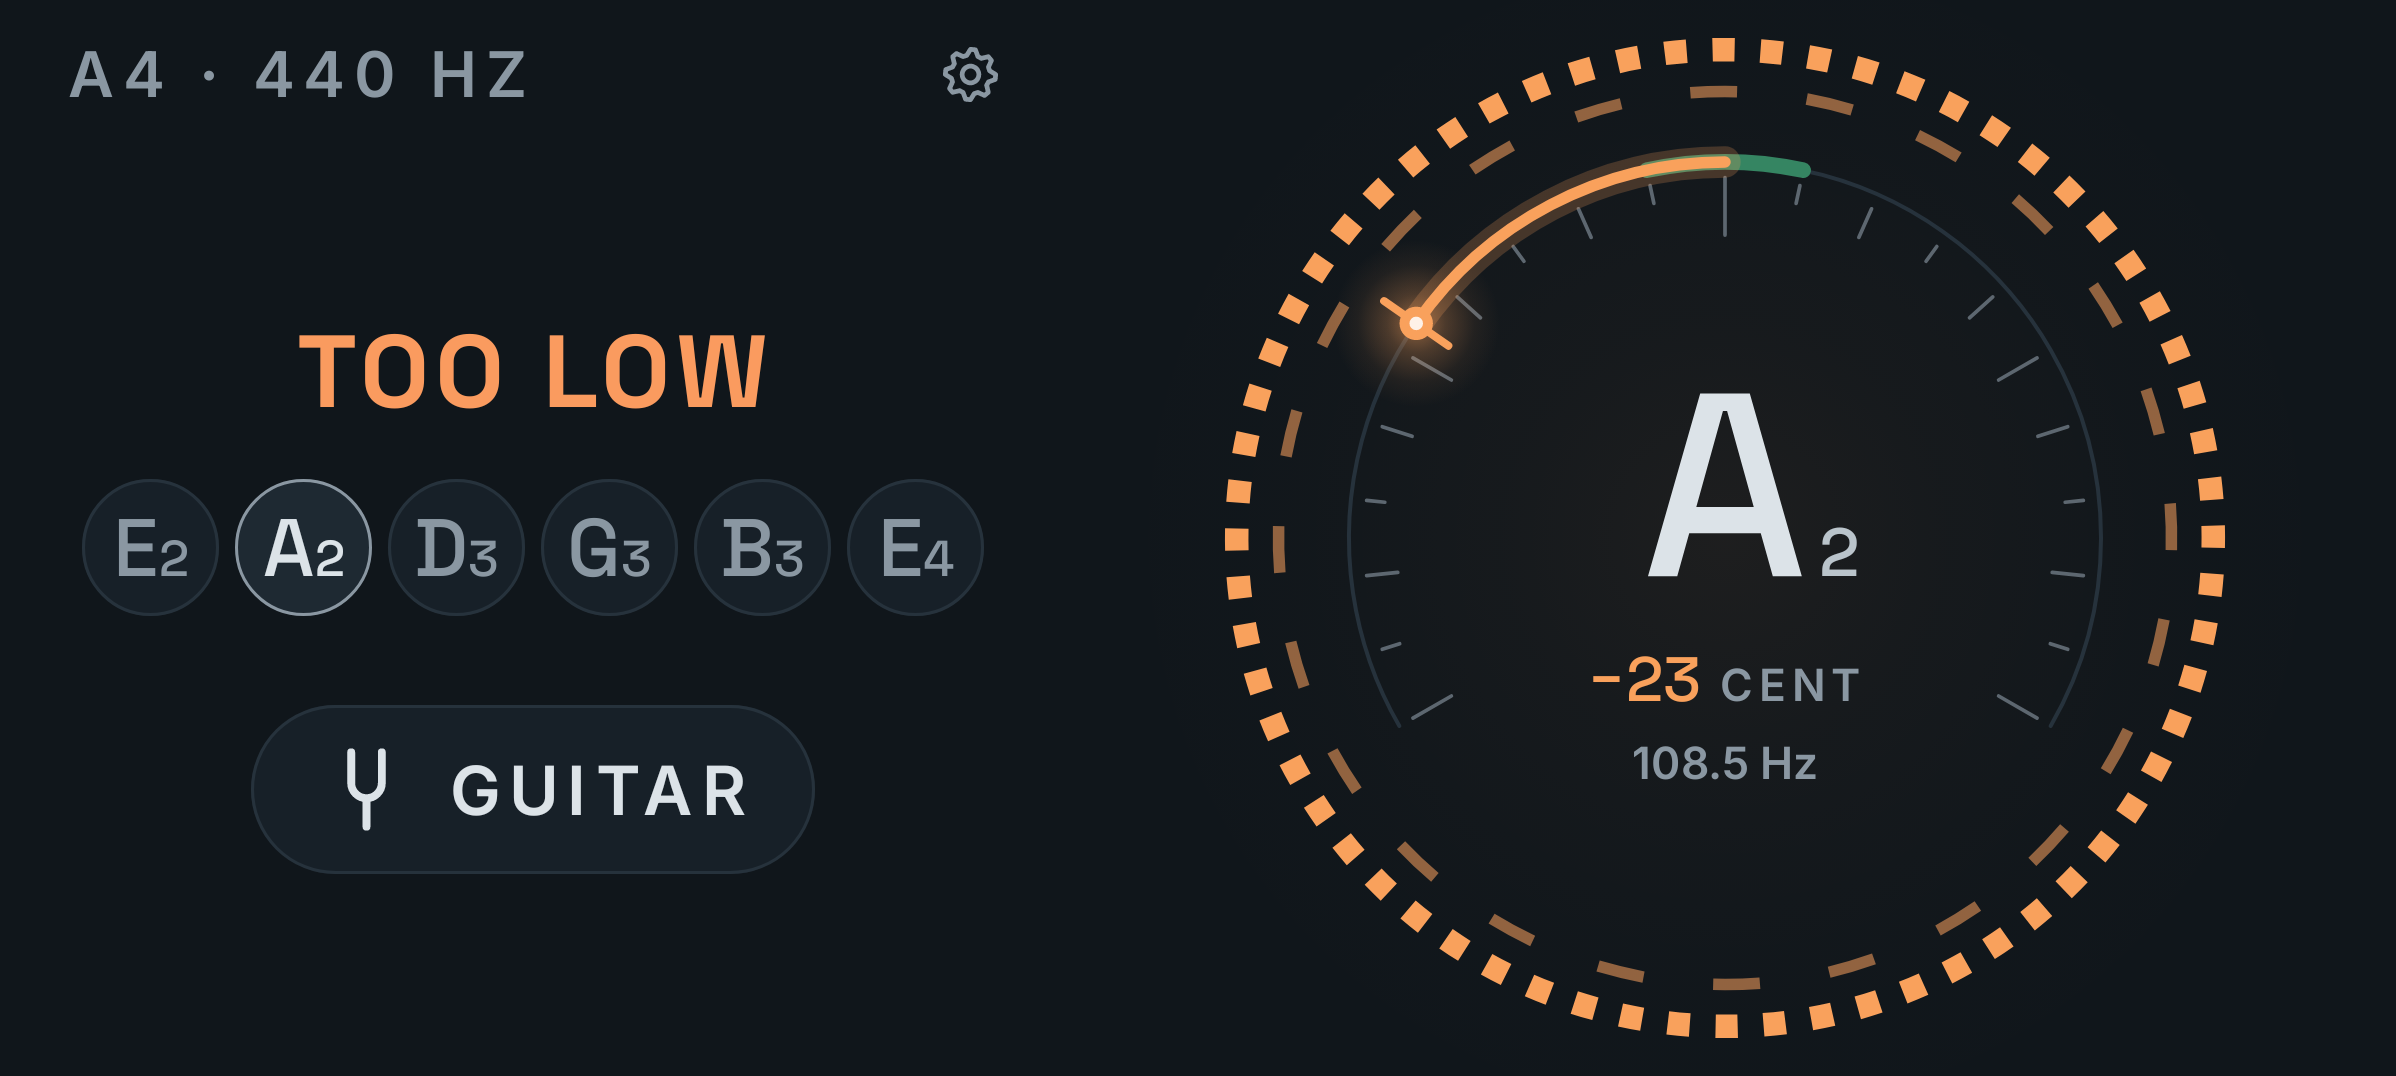 A4 · 440 HZ
TOO LOW
E2 A2 D3 G3 B3 E4
GUITAR
A2
-23 CENT
108.5 Hz